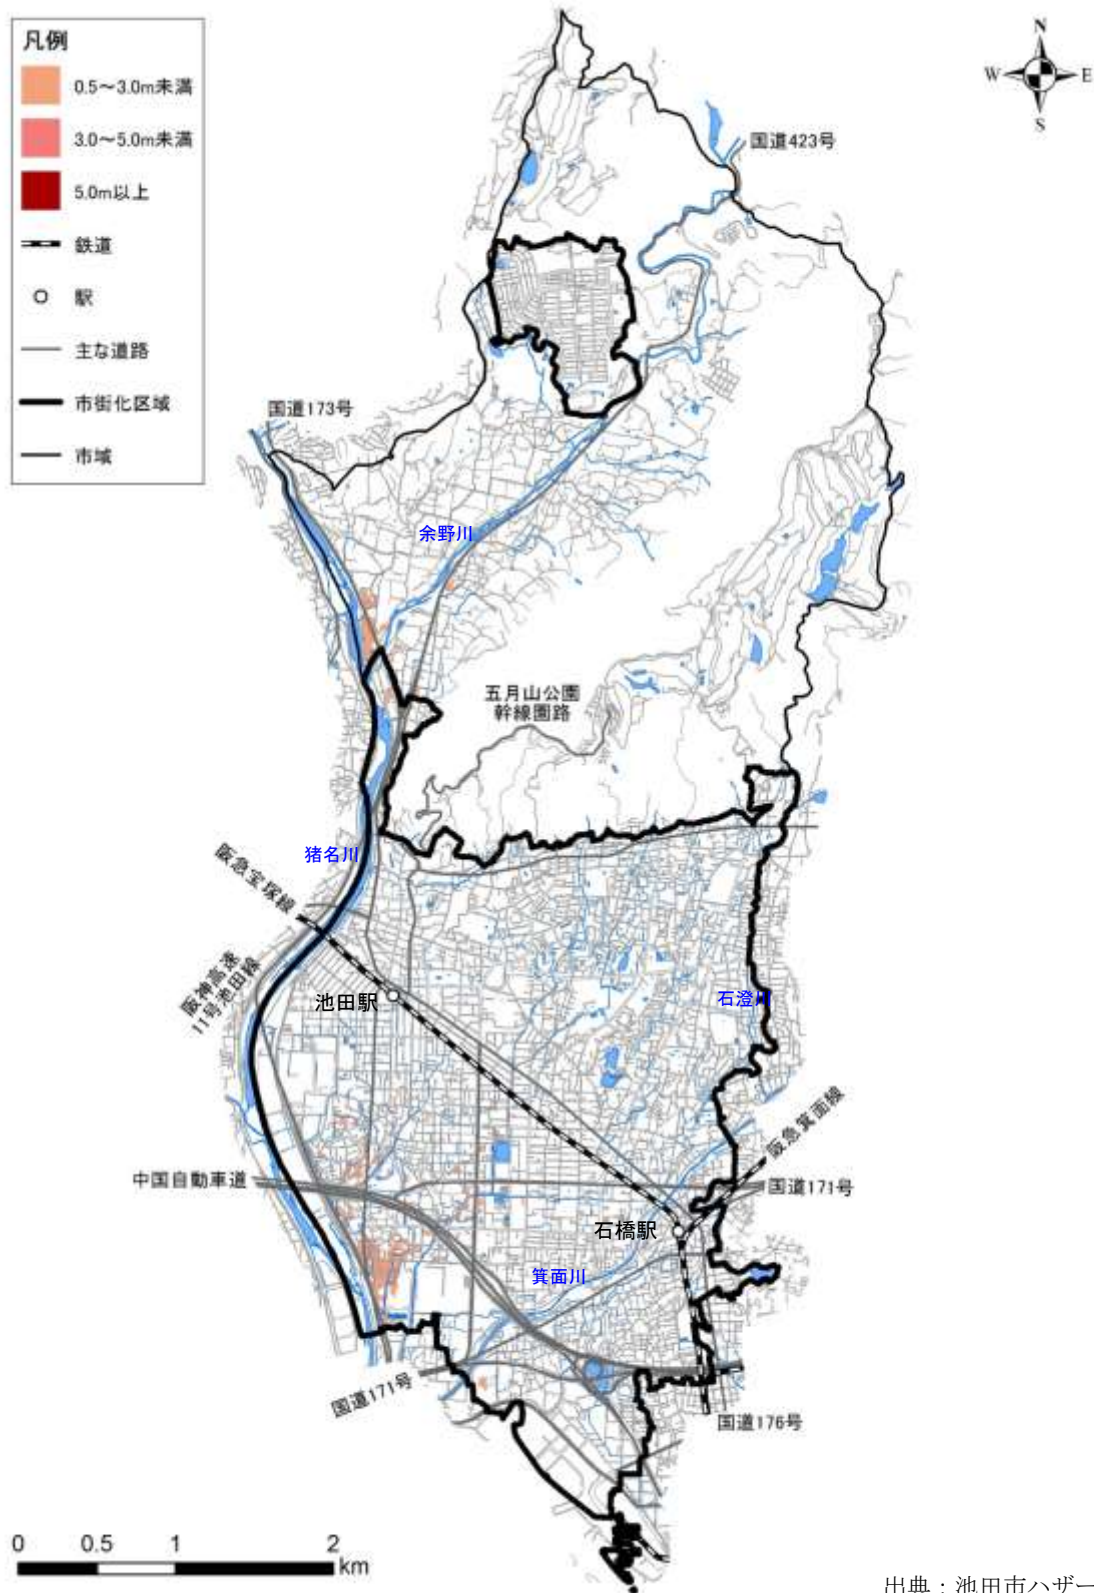 凡例
0.5～3.0m未満
3.0～5.0m未満
5.0m以上
鉄道
駅
主な道路
市街化区域
市域
N
W
E
S
国道423号
国道173号
余野川
五月山公園
幹線園路
猪名川
阪急宝塚線
阪神高速
11号池田線
池田駅
石澄川
阪急箕面線
中国自動車道
国道171号
石橋駅
箕面川
国道171号
国道176号
0 0.5 1 2
km
出典：池田市ハザー